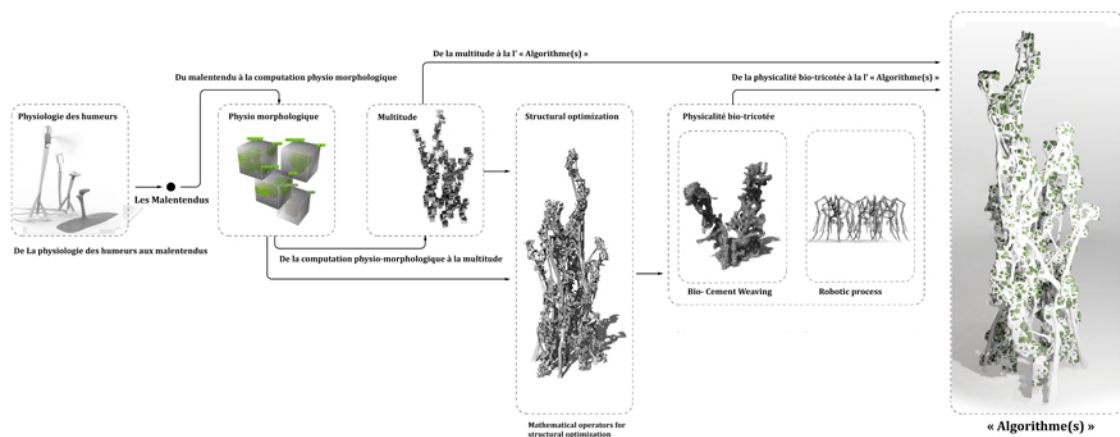 De la multitude à la l' « Algorithme(s) »
De la physicalité bio-tricotée à la l' « Algorithme(s) »
Du malentendu à la computation physio morphologique
Physiologie des humeurs
Physio morphologique
Multitude
Structural optimization
Physicalité bio-tricotée
Les Malentendus
De La physiologie des humeurs aux malentendus
De la computation physio-morphologique à la multitude
Bio- Cement Weaving
Robotic process
Mathematical operators for
structural optimization
« Algorithme(s) »